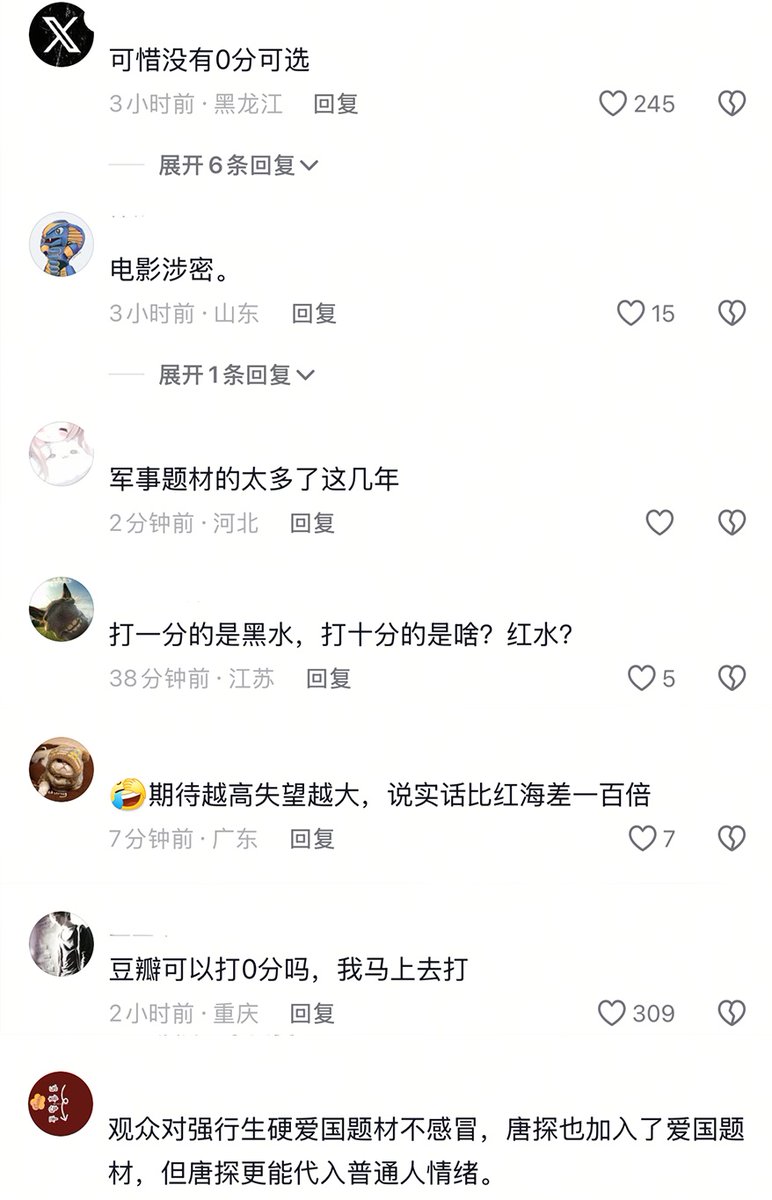 可惜没有0分可选
3小时前·黑龙江 回复 245
展开6条回复
电影涉密。
3小时前·山东 回复 15
展开1条回复
军事题材的太多了这几年
2分钟前·河北 回复
打一分的是黑水，打十分的是啥？红水？
38分钟前·江苏 回复 5
🤣期待越高失望越大，说实话比红海差一百倍
7分钟前·广东 回复 7
豆瓣可以打0分吗，我马上去打
2小时前·重庆 回复 309
观众对强行生硬爱国题材不感冒，唐探也加入了爱国题
材，但唐探更能代入普通人情绪。